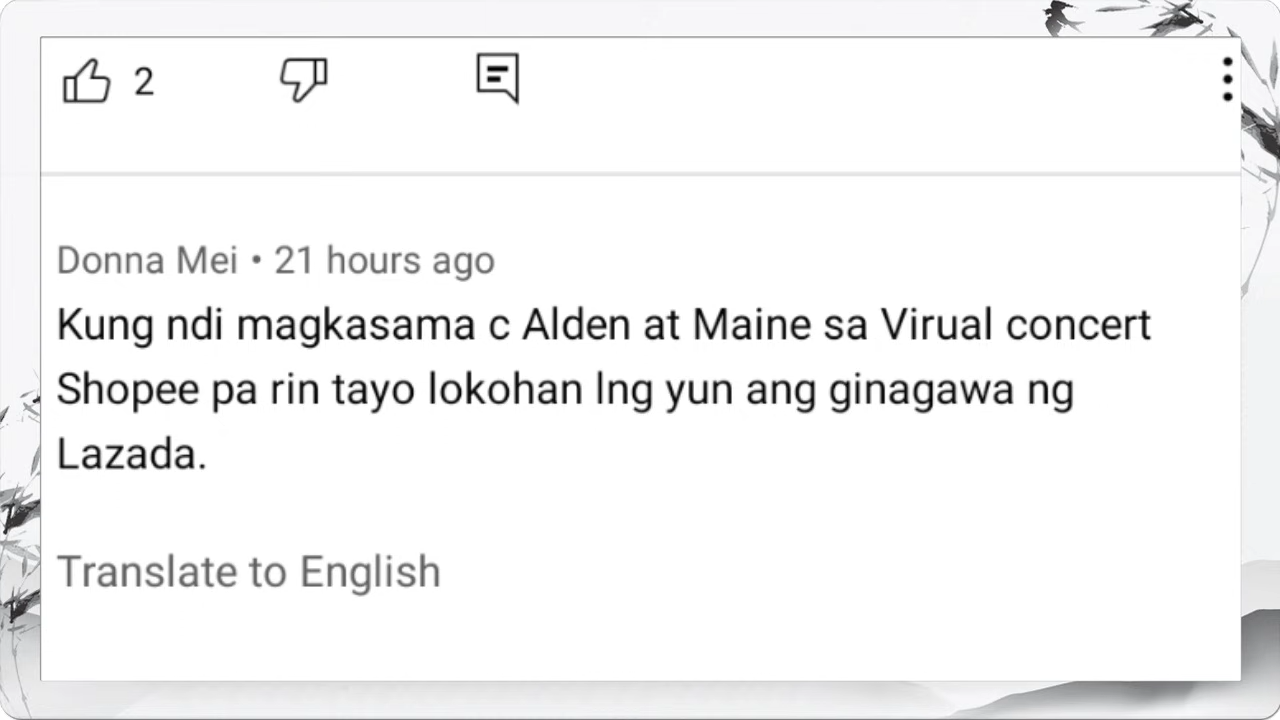 2
Donna Mei • 21 hours ago
Kung ndi magkasama c Alden at Maine sa Virual concert
Shopee pa rin tayo lokohan lng yun ang ginagawa ng
Lazada.
Translate to English